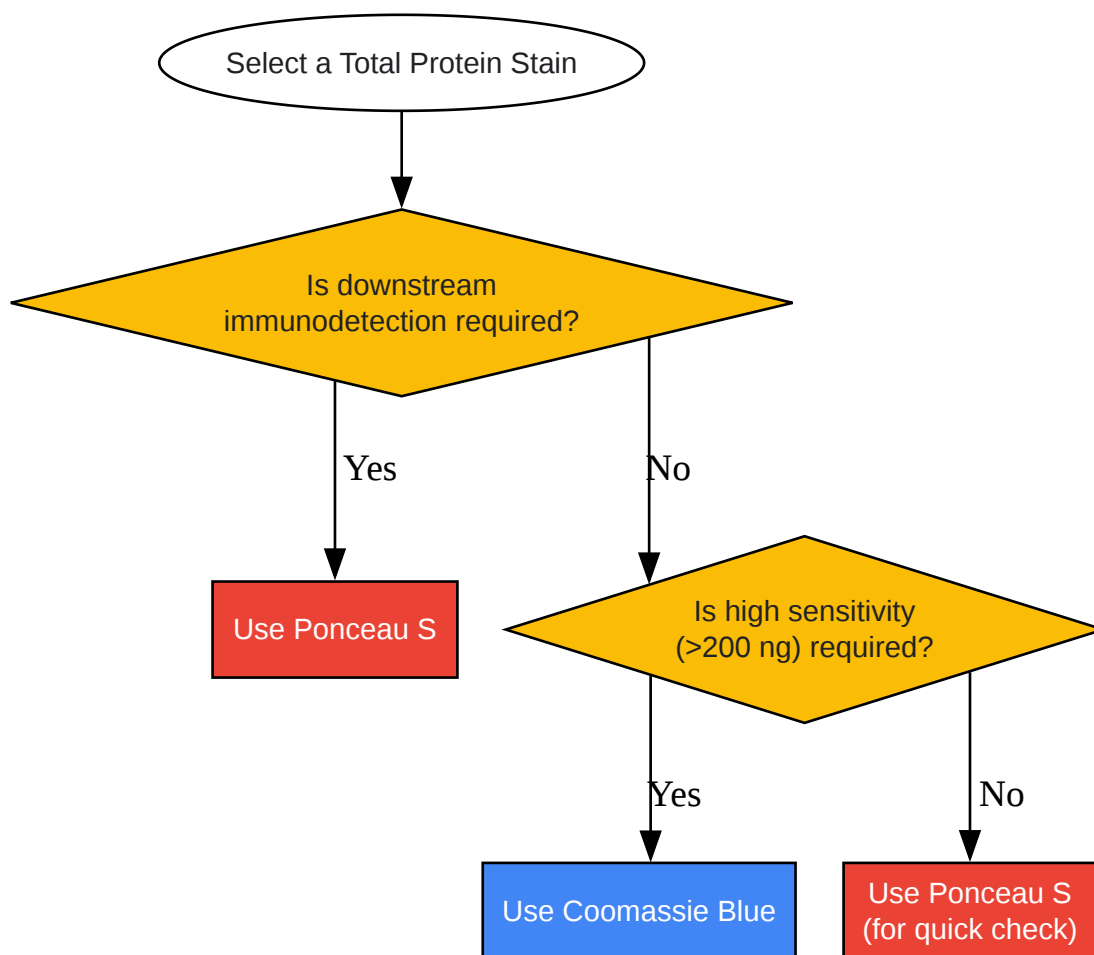 Select a Total Protein Stain
Is downstream
immunodetection required?
Yes
No
Use Ponceau S
Is high sensitivity
(>200 ng) required?
Yes
No
Use Coomassie Blue
Use Ponceau S
(for quick check)